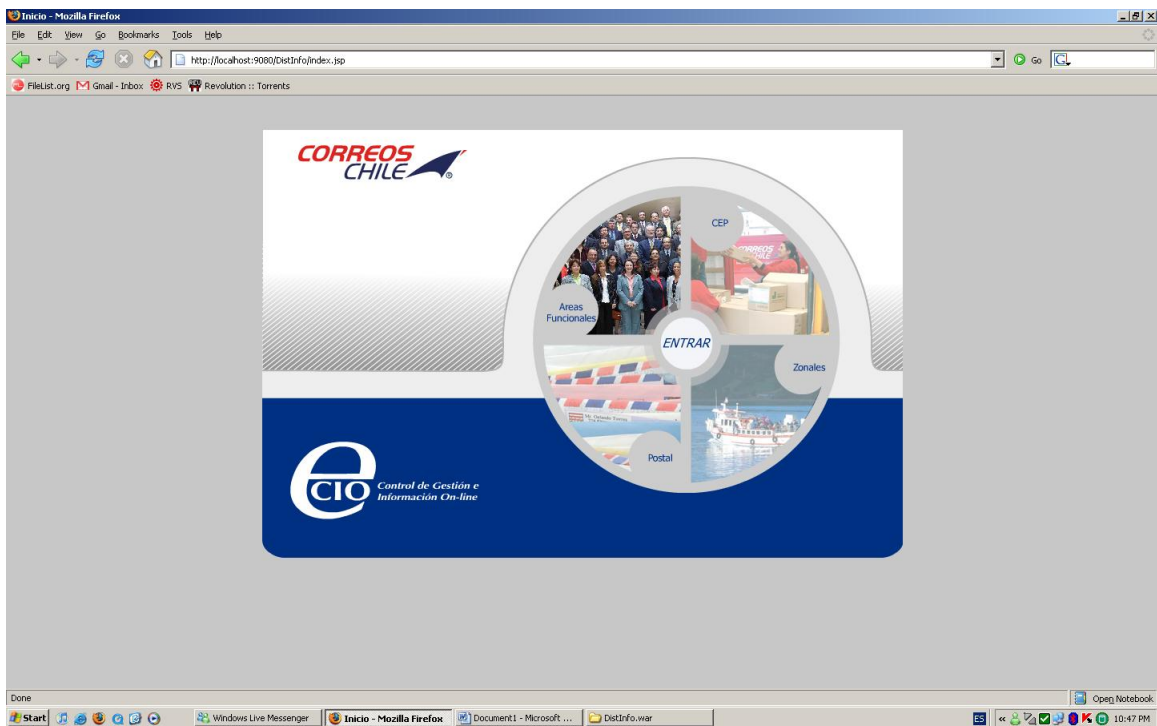 Inicio - Mozilla Firefox
File Edit View Go Bookmarks Tools Help
http://localhost:9080/DistInfo/index.jsp
Go
G
FileList.org Gmail - Inbox RVS Revolution :: Torrents
CORREOS
CHILE
CEP
CORREOS
CHILE
Areas
Funcionales
ENTRAR
Zonales
Postal
e
CIO
Control de Gestión e
Información On-line
Done
Open Notebook
Start
Windows Live Messenger
Inicio - Mozilla Firefox
Document1 - Microsoft ...
DistInfo.war
ES
«
10:47 PM